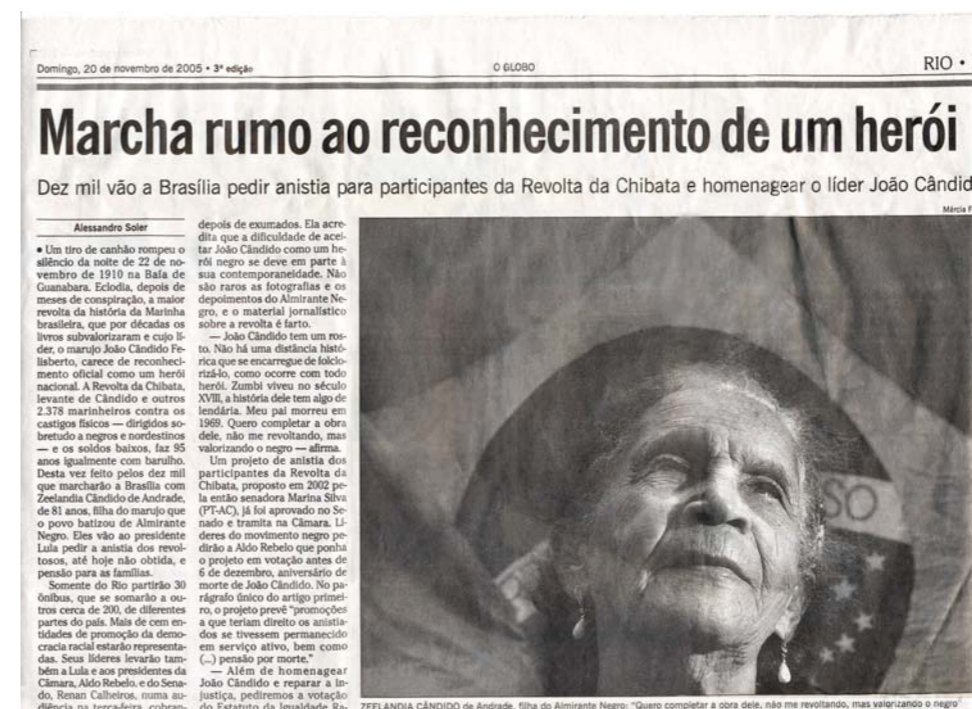 Domingo, 20 de novembro de 2005 • 3ª edição
O GLOBO
RIO •
Marcha rumo ao reconhecimento de um herói
Dez mil vão a Brasília pedir anistia para participantes da Revolta da Chibata e homenagear o líder João Cândid
Márcia F
Alessandro Soler
• Um tiro de canhão rompeu o
silêncio da noite de 22 de no-
vembro de 1910 na Baía de
Guanabara. Eclodia, depois de
meses de conspiração, a maior
revolta da história da Marinha
brasileira, que por décadas os
livros subvalorizaram e cujo lí-
der, o marujo João Cândido Fe-
lisberto, carece de reconheci-
mento oficial como um herói
nacional. A Revolta da Chibata,
levante de Cândido e outros
2.378 marinheiros contra os
castigos físicos — dirigidos so-
bretudo a negros e nordestinos
— e os soldos baixos, faz 95
anos igualmente com barulho.
Desta vez feito pelos dez mil
que marcharão a Brasília com
Zeelandia Cândido de Andrade,
de 81 anos, filha do marujo que
o povo batizou de Almirante
Negro. Eles vão ao presidente
Lula pedir a anistia dos revol-
tosos, até hoje não obtida, e
pensão para as famílias.
Somente do Rio partirão 30
ônibus, que se somarão a ou-
tros cerca de 200, de diferentes
partes do país. Mais de cem en-
tidades de promoção da demo-
cracia racial estarão representa-
das. Seus líderes levarão tam-
bém a Lula e aos presidentes da
Câmara, Aldo Rebelo, e do Sena-
do, Renan Calheiros, numa au-
diência na terça-feira, cobran-
depois de exumados. Ela acre-
dita que a dificuldade de acei-
tar João Cândido como um he-
rói negro se deve em parte à
sua contemporaneidade. Não
são raros as fotografias e os
depoimentos do Almirante Ne-
gro, e o material jornalístico
sobre a revolta é farto.
— João Cândido tem um ros-
to. Não há uma distância histó-
rica que se encarregue de folclo-
rizá-lo, como ocorre com todo
herói. Zumbi viveu no século
XVIII, a história dele tem algo de
lendária. Meu pai morreu em
1969. Quero completar a obra
dele, não me revoltando, mas
valorizando o negro — afirma.
Um projeto de anistia dos
participantes da Revolta da
Chibata, proposto em 2002 pe-
la então senadora Marina Silva
(PT-AC), já foi aprovado no Se-
nado e tramita na Câmara. Lí-
deres do movimento negro pe-
dirão a Aldo Rebelo que ponha
o projeto em votação antes de
6 de dezembro, aniversário de
morte de João Cândido. No pa-
rágrafo único do artigo primei-
ro, o projeto prevê "promoções
a que teriam direito os anistia-
dos se tivessem permanecido
em serviço ativo, bem como
(...) pensão por morte."
— Além de homenagear
João Cândido e reparar a in-
justiça, pediremos a votação
do Estatuto da Igualdade Ra-
SO
ZEELANDIA CÂNDIDO de Andrade, filha do Almirante Negro: "Quero completar a obra dele, não me revoltando, mas valorizando o negro"